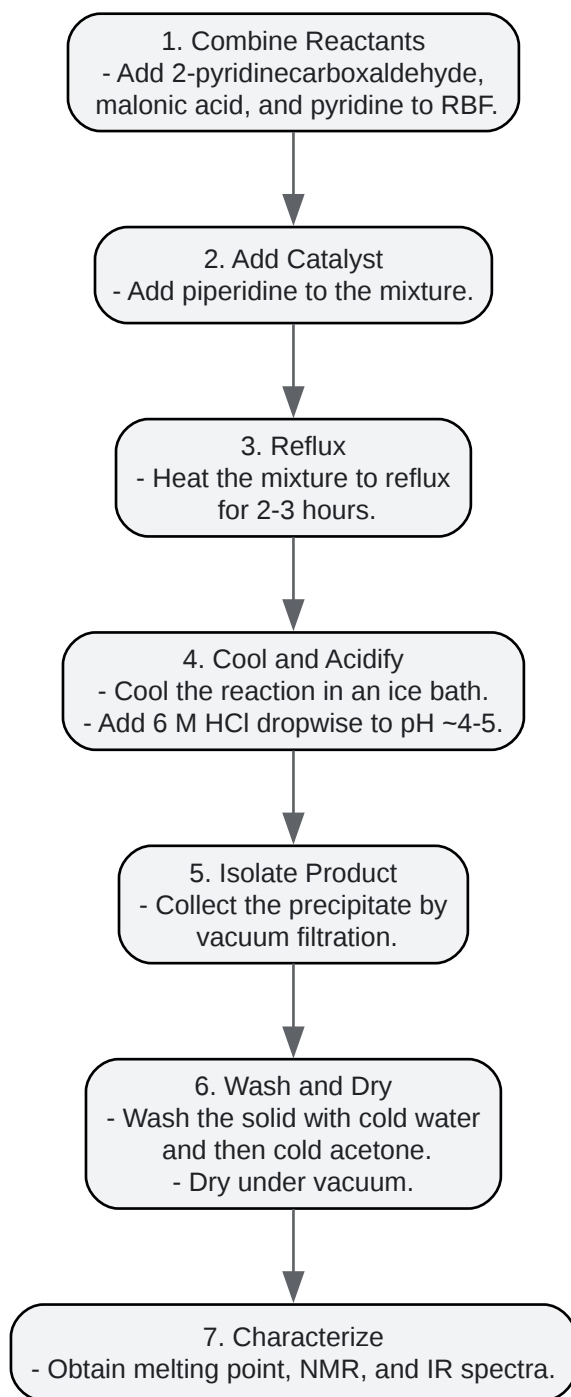 1. Combine Reactants
- Add 2-pyridinecarboxaldehyde,
malonic acid, and pyridine to RBF.
2. Add Catalyst
- Add piperidine to the mixture.
3. Reflux
- Heat the mixture to reflux
for 2-3 hours.
4. Cool and Acidify
- Cool the reaction in an ice bath.
- Add 6 M HCl dropwise to pH ~4-5.
5. Isolate Product
- Collect the precipitate by
vacuum filtration.
6. Wash and Dry
- Wash the solid with cold water
and then cold acetone.
- Dry under vacuum.
7. Characterize
- Obtain melting point, NMR, and IR spectra.